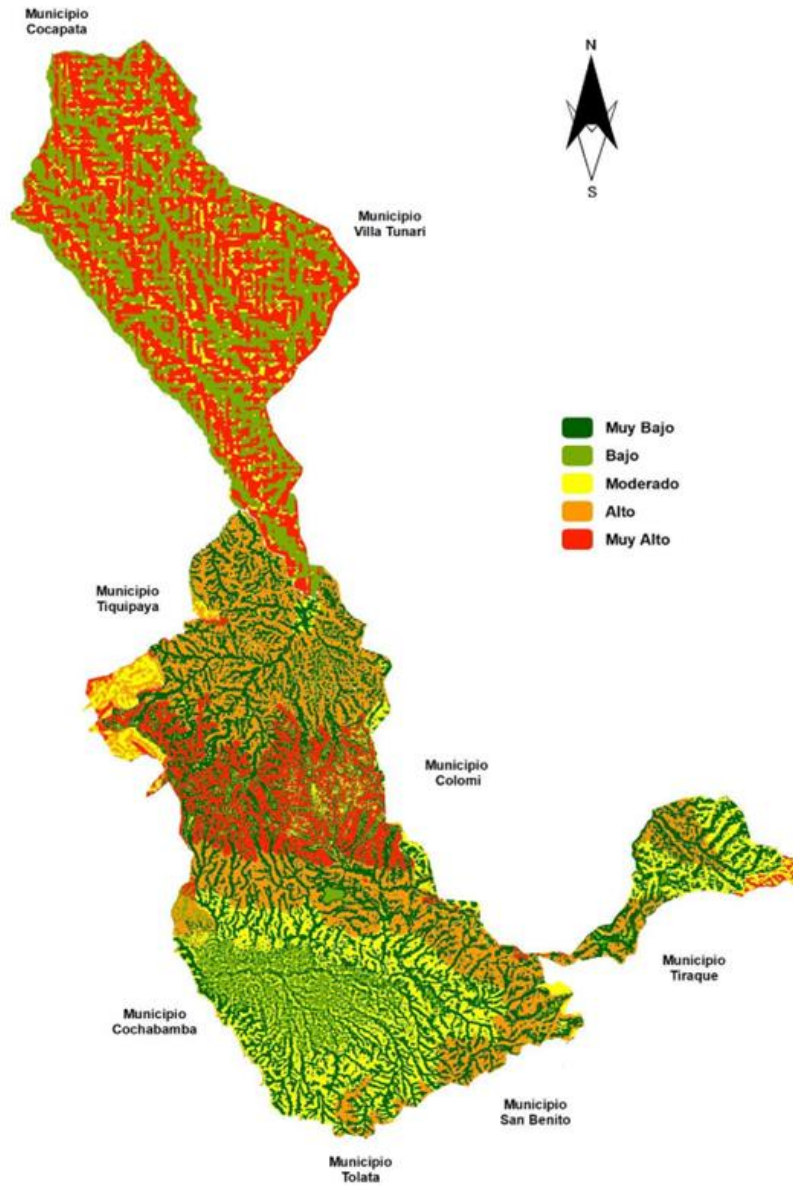 Municipio
Cocapata
N
S
Municipio
Villa Tunari
Muy Bajo
Bajo
Moderado
Alto
Muy Alto
Municipio
Tiquipaya
Municipio
Colomi
Municipio
Tiraque
Municipio
Cochabamba
Municipio
San Benito
Municipio
Tolata